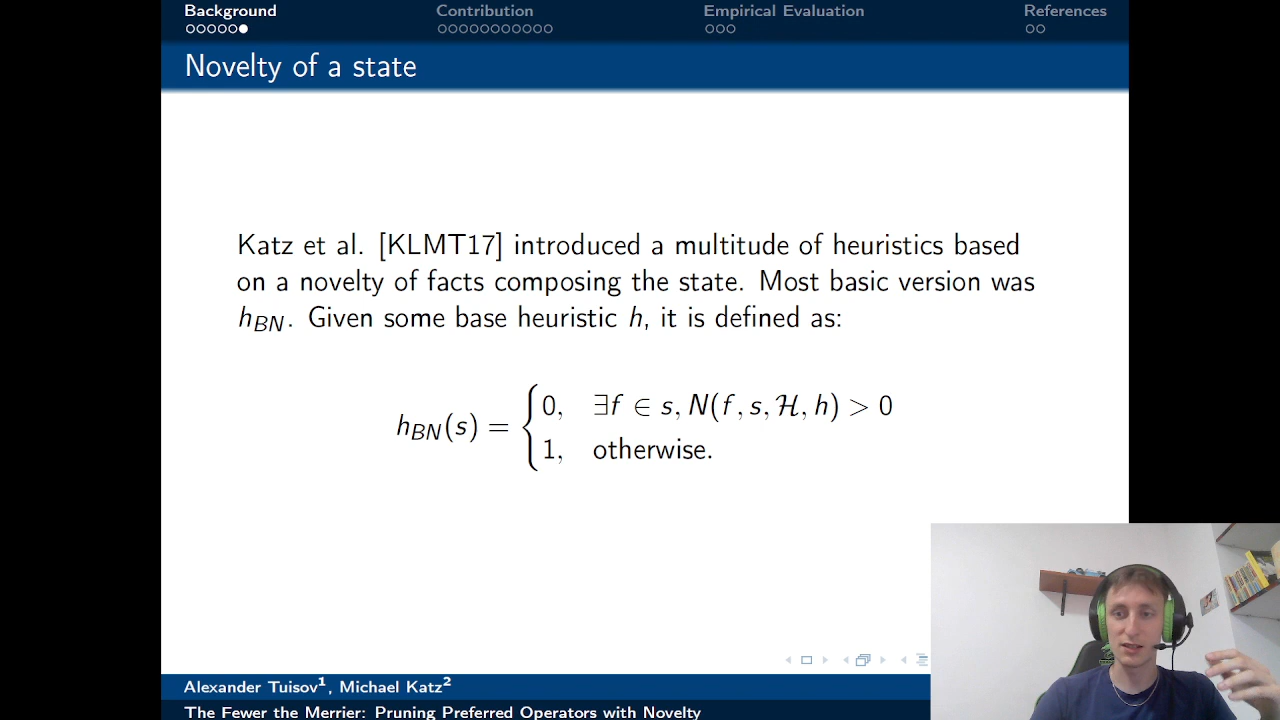 Background Contribution Empirical Evaluation References
Novelty of a state
Katz et al. [KLMT17] introduced a multitude of heuristics based
on a novelty of facts composing the state. Most basic version was
h_BN. Given some base heuristic h, it is defined as:
h_BN(s) = { 0, ∃f ∈ s, N(f, s, ℋ, h) > 0
1, otherwise.
Alexander Tuisov¹, Michael Katz²
The Fewer the Merrier: Pruning Preferred Operators with Novelty